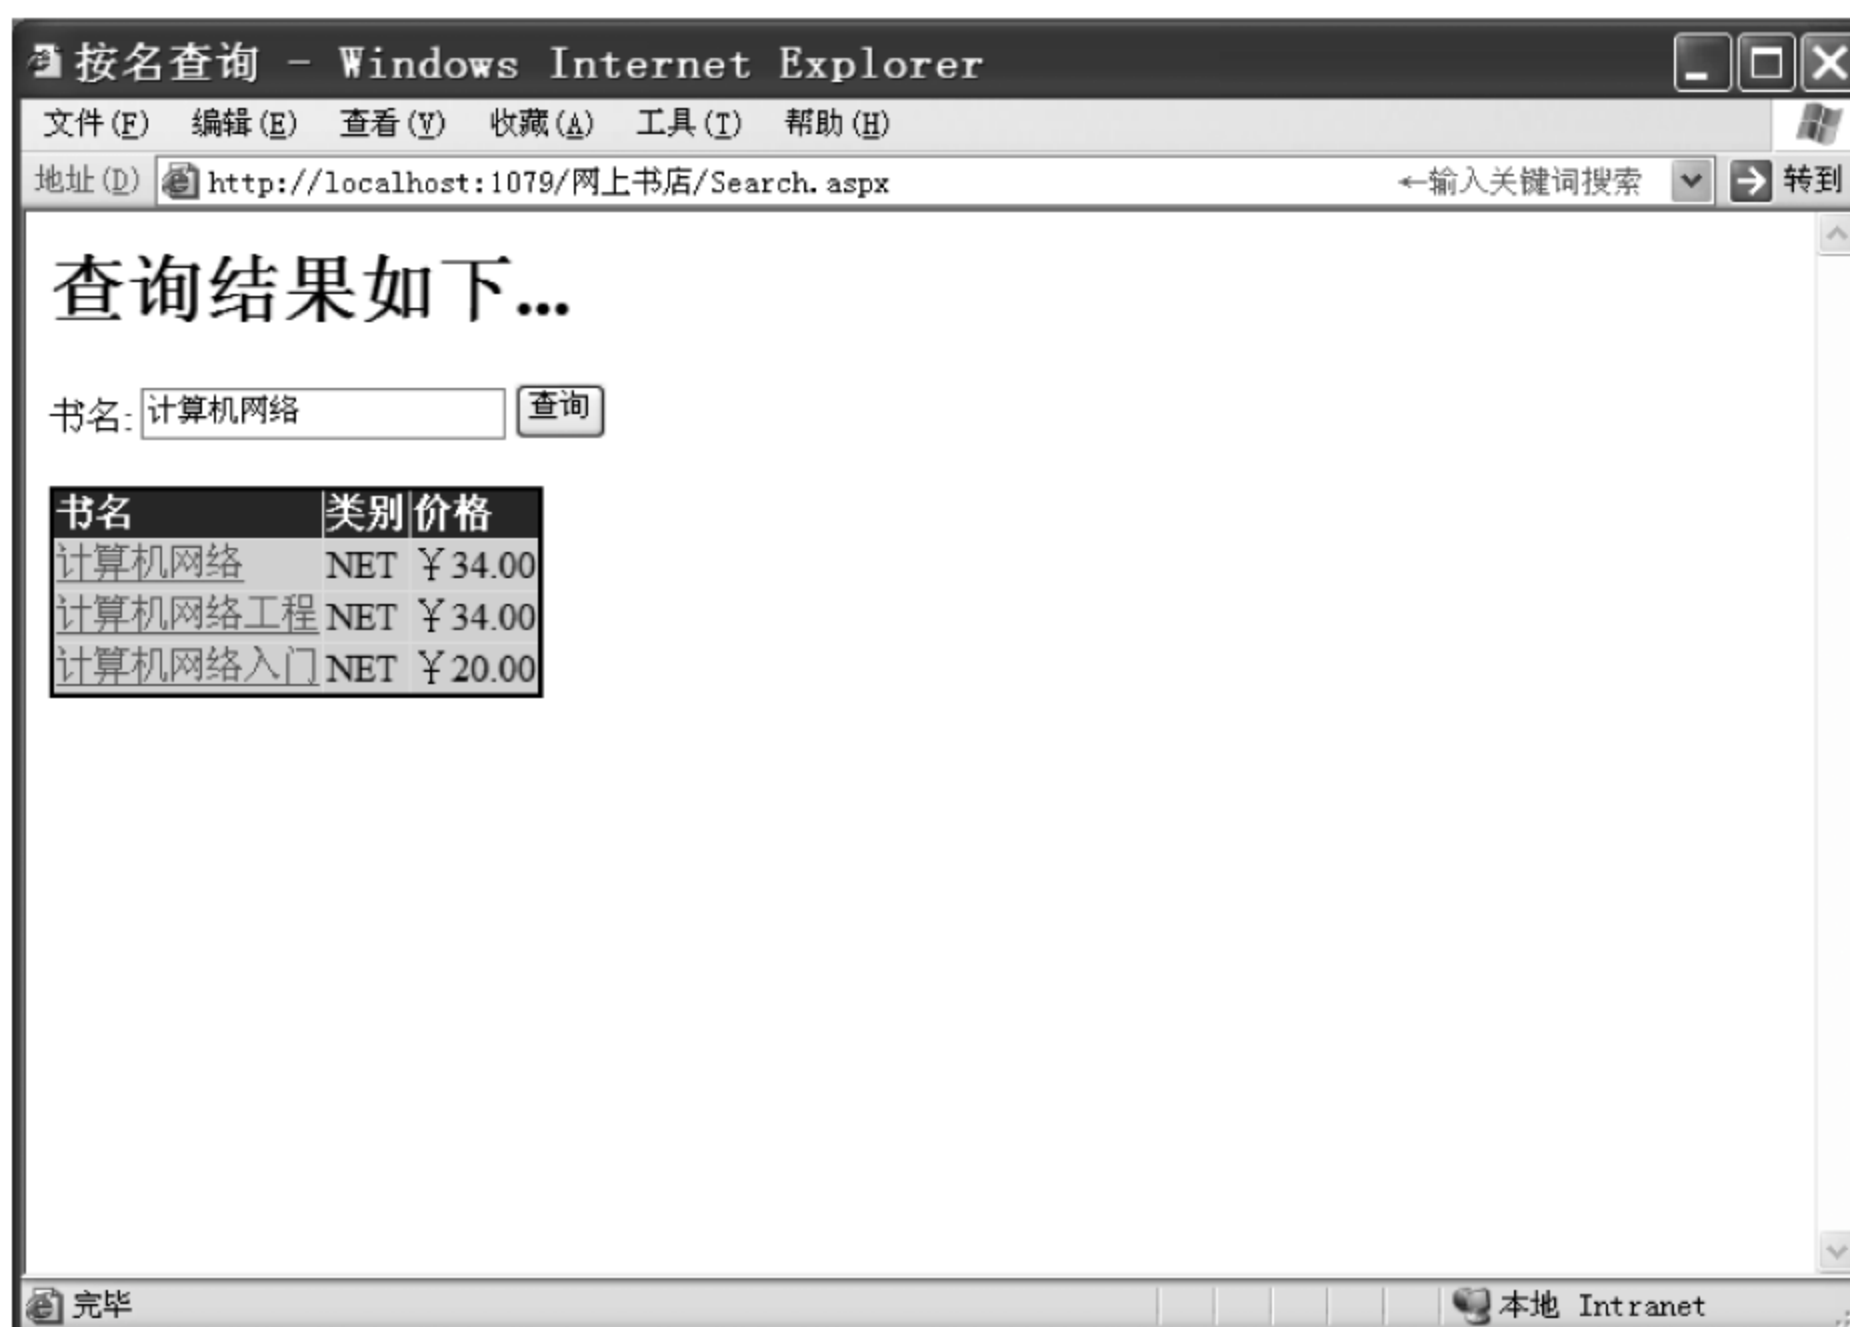 按名查询 - Windows Internet Explorer
文件(F) 编辑(E) 查看(V) 收藏(A) 工具(T) 帮助(H)
地址(D) http://localhost:1079/网上书店/Search.aspx ←输入关键词搜索 转到
查询结果如下...
书名: 计算机网络 查询
书名 类别 价格
计算机网络 NET ￥34.00
计算机网络工程 NET ￥34.00
计算机网络入门 NET ￥20.00
完毕 本地 Intranet